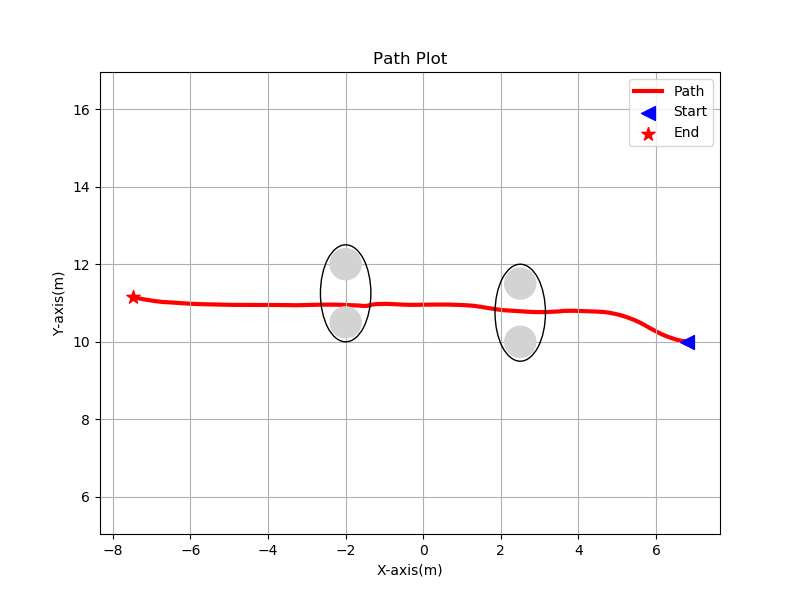 Path Plot
Path
Start
End
16
14
12
10
8
6
Y-axis(m)
−8 −6 −4 −2 0 2 4 6
X-axis(m)